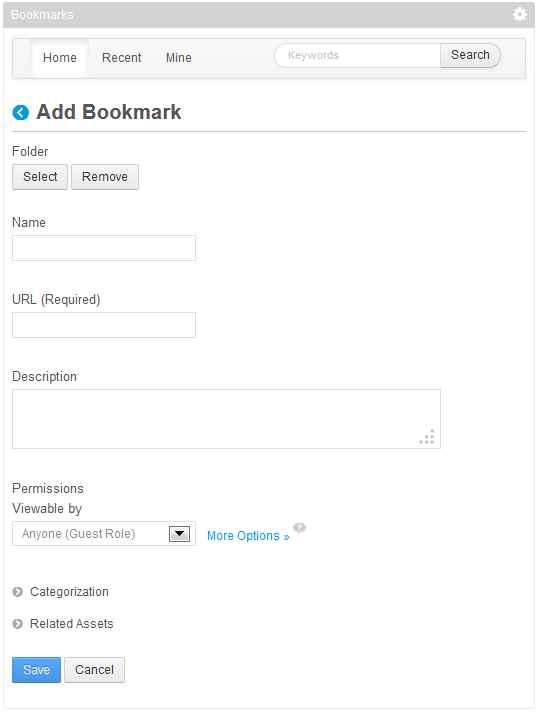 Bookmarks
Home Recent Mine Keywords Search
Add Bookmark
Folder
Select Remove
Name
URL (Required)
Description
Permissions
Viewable by
Anyone (Guest Role) More Options » ?
Categorization
Related Assets
Save Cancel